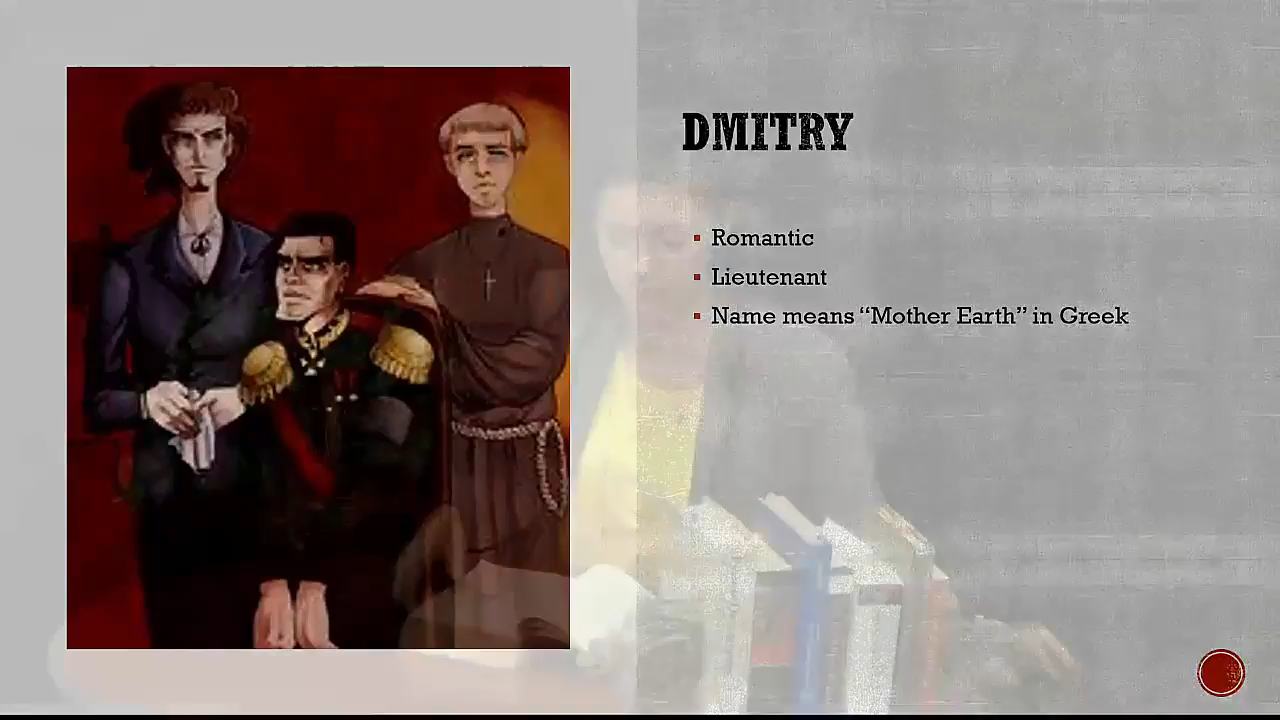 DMITRY
Romantic
Lieutenant
Name means “Mother Earth” in Greek